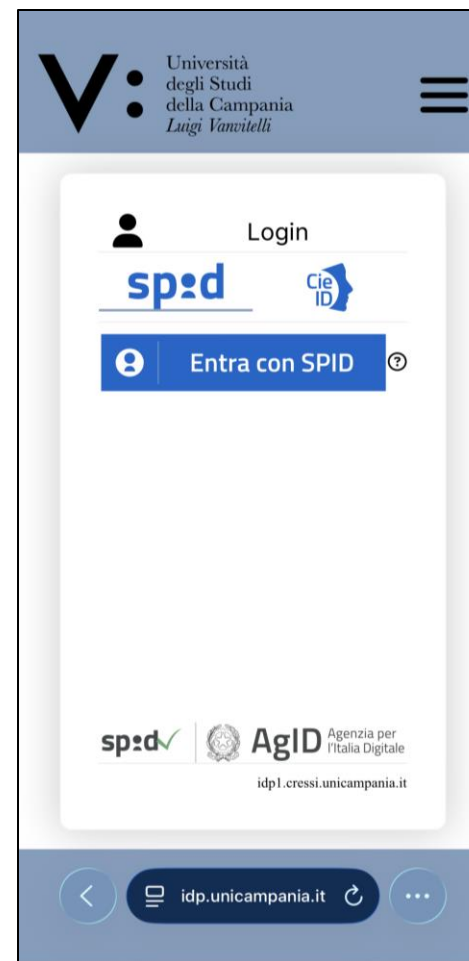 V:
Università
degli Studi
della Campania
Luigi Vanvitelli
Login
spid
Cie
ID
Entra con SPID
?
spid
AgID
Agenzia per
l'Italia Digitale
idp1.cressi.unicampania.it
idp.unicampania.it